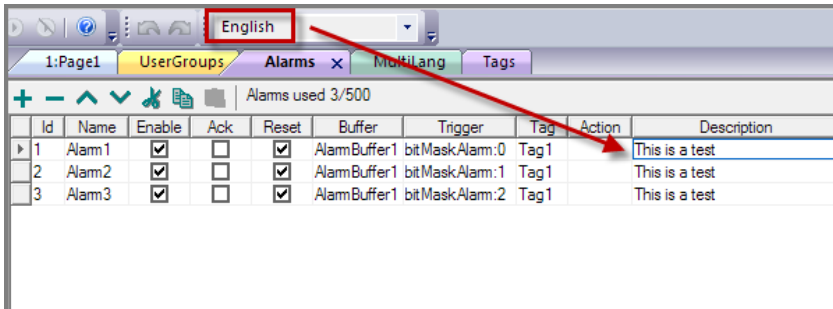 English
1:Page1 UserGroups Alarms x MultiLang Tags
Alarms used 3/500
Id Name Enable Ack Reset Buffer Trigger Tag Action Description
1 Alarm1 AlarmBuffer1 bitMaskAlarm:0 Tag1 This is a test
2 Alarm2 AlarmBuffer1 bitMaskAlarm:1 Tag1 This is a test
3 Alarm3 AlarmBuffer1 bitMaskAlarm:2 Tag1 This is a test